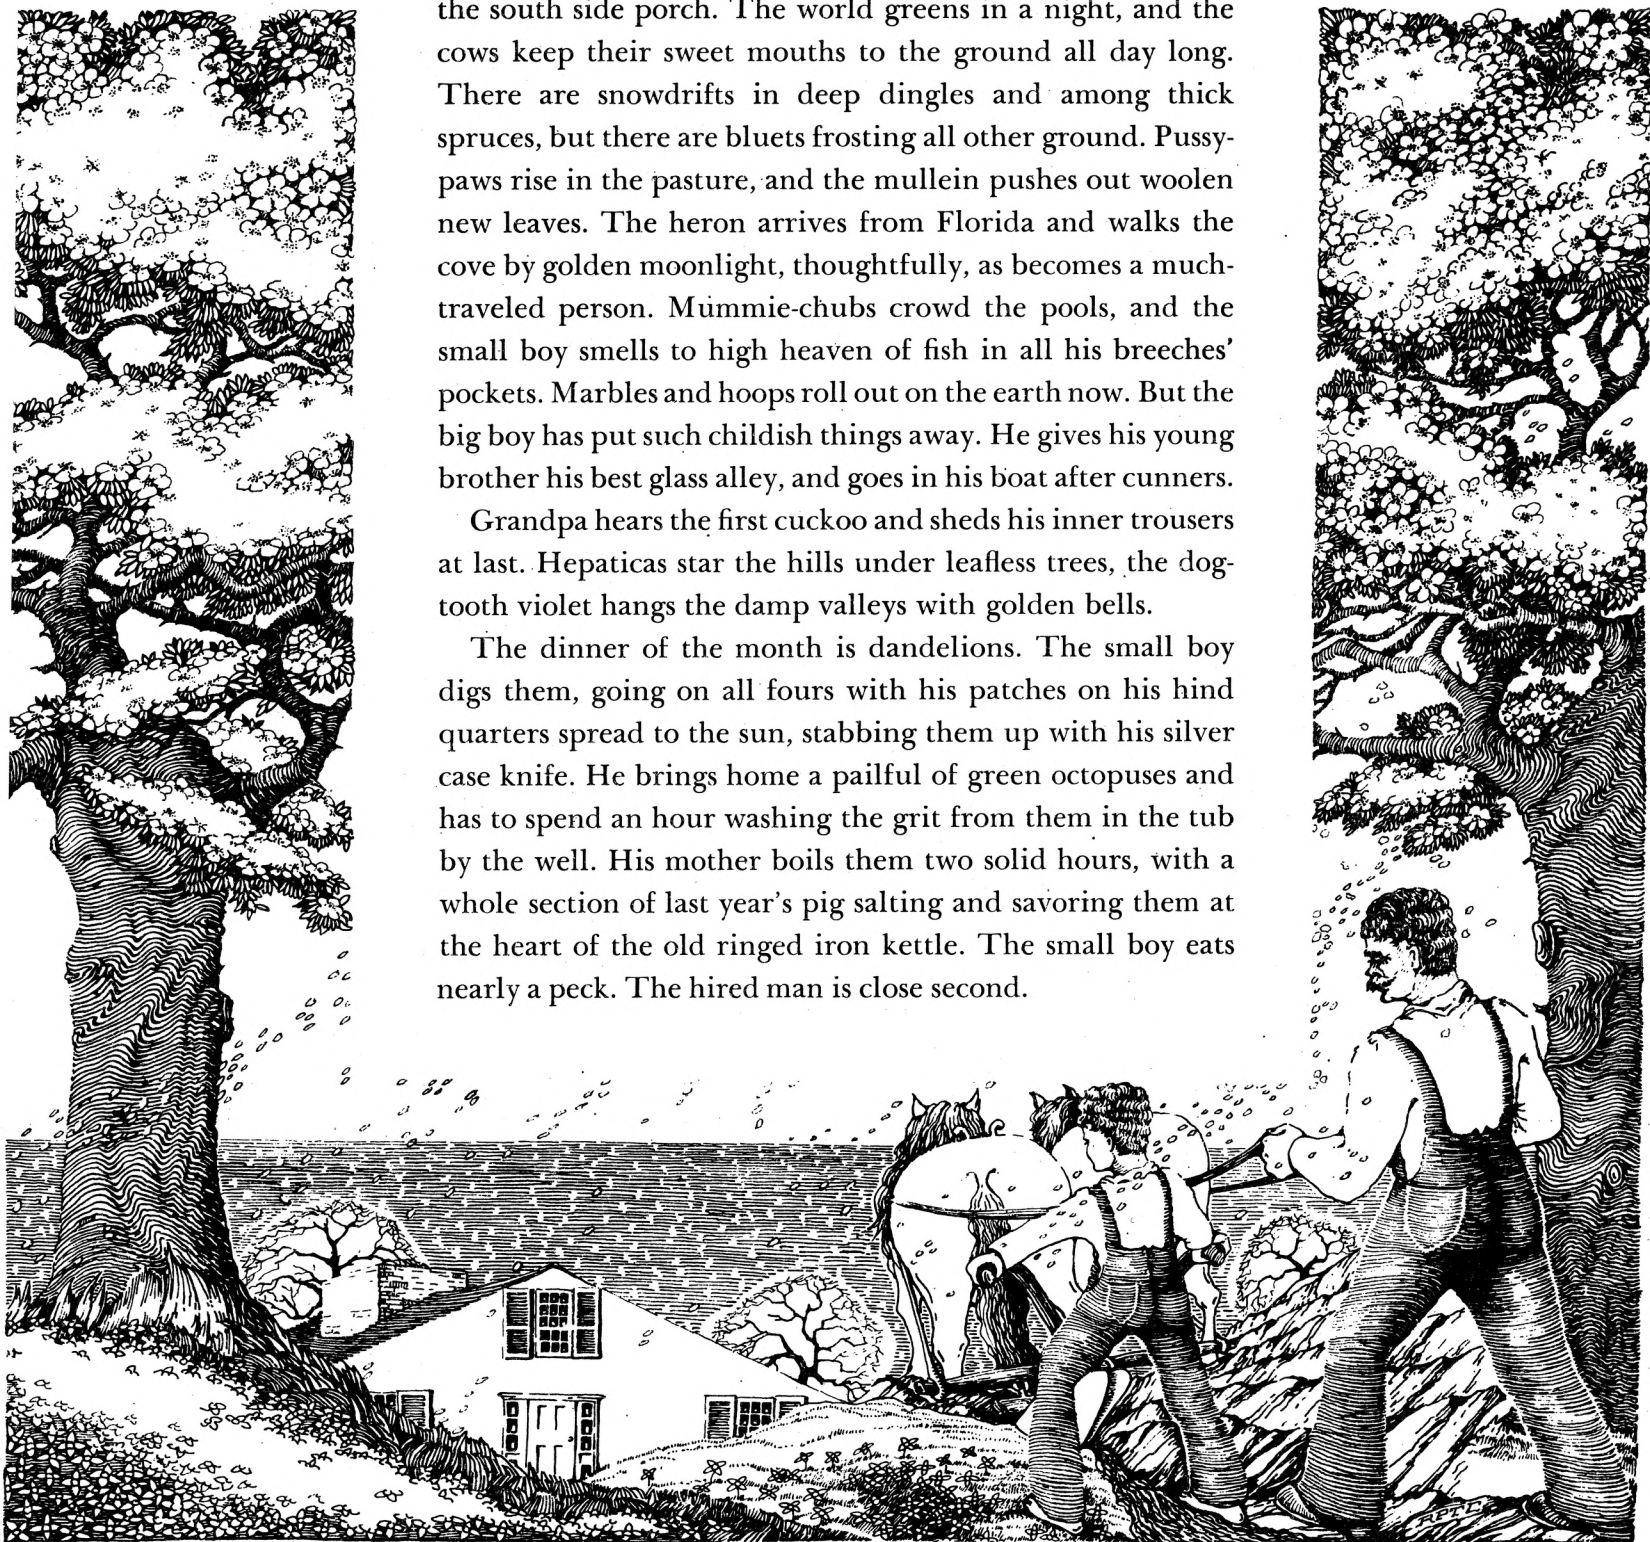 the south side porch. The world greens in a night, and the
cows keep their sweet mouths to the ground all day long.
There are snowdrifts in deep dingles and among thick
spruces, but there are bluets frosting all other ground. Pussy-
paws rise in the pasture, and the mullein pushes out woolen
new leaves. The heron arrives from Florida and walks the
cove by golden moonlight, thoughtfully, as becomes a much-
traveled person. Mummie-chubs crowd the pools, and the
small boy smells to high heaven of fish in all his breeches'
pockets. Marbles and hoops roll out on the earth now. But the
big boy has put such childish things away. He gives his young
brother his best glass alley, and goes in his boat after cunners.
Grandpa hears the first cuckoo and sheds his inner trousers
at last. Hepaticas star the hills under leafless trees, the dog-
tooth violet hangs the damp valleys with golden bells.
The dinner of the month is dandelions. The small boy
digs them, going on all fours with his patches on his hind
quarters spread to the sun, stabbing them up with his silver
case knife. He brings home a pailful of green octopuses and
has to spend an hour washing the grit from them in the tub
by the well. His mother boils them two solid hours, with a
whole section of last year's pig salting and savoring them at
the heart of the old ringed iron kettle. The small boy eats
nearly a peck. The hired man is close second.